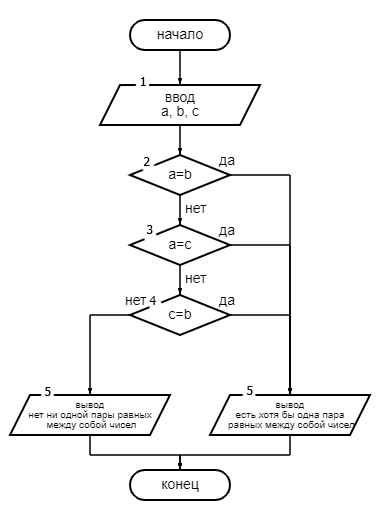 начало
1
ввод
a, b, c
2
да
a=b
нет
3
да
a=c
нет
нет 4
да
c=b
5
вывод
нет ни одной пары равных
между собой чисел
5
вывод
есть хотя бы одна пара
равных между собой чисел
конец